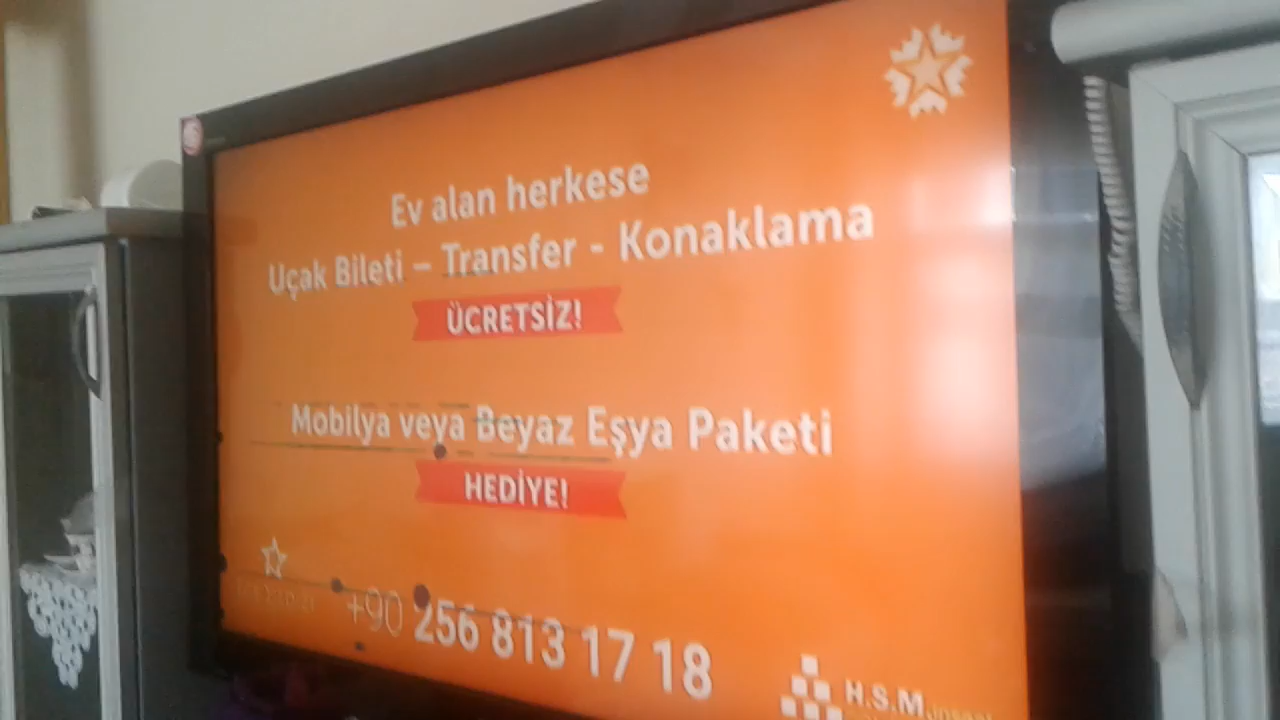 Ev alan herkese
Uçak Bileti – Transfer - Konaklama
ÜCRETSİZ!
Mobilya veya Beyaz Eşya Paketi
HEDİYE!
+90 256 813 17 18
H.S.M